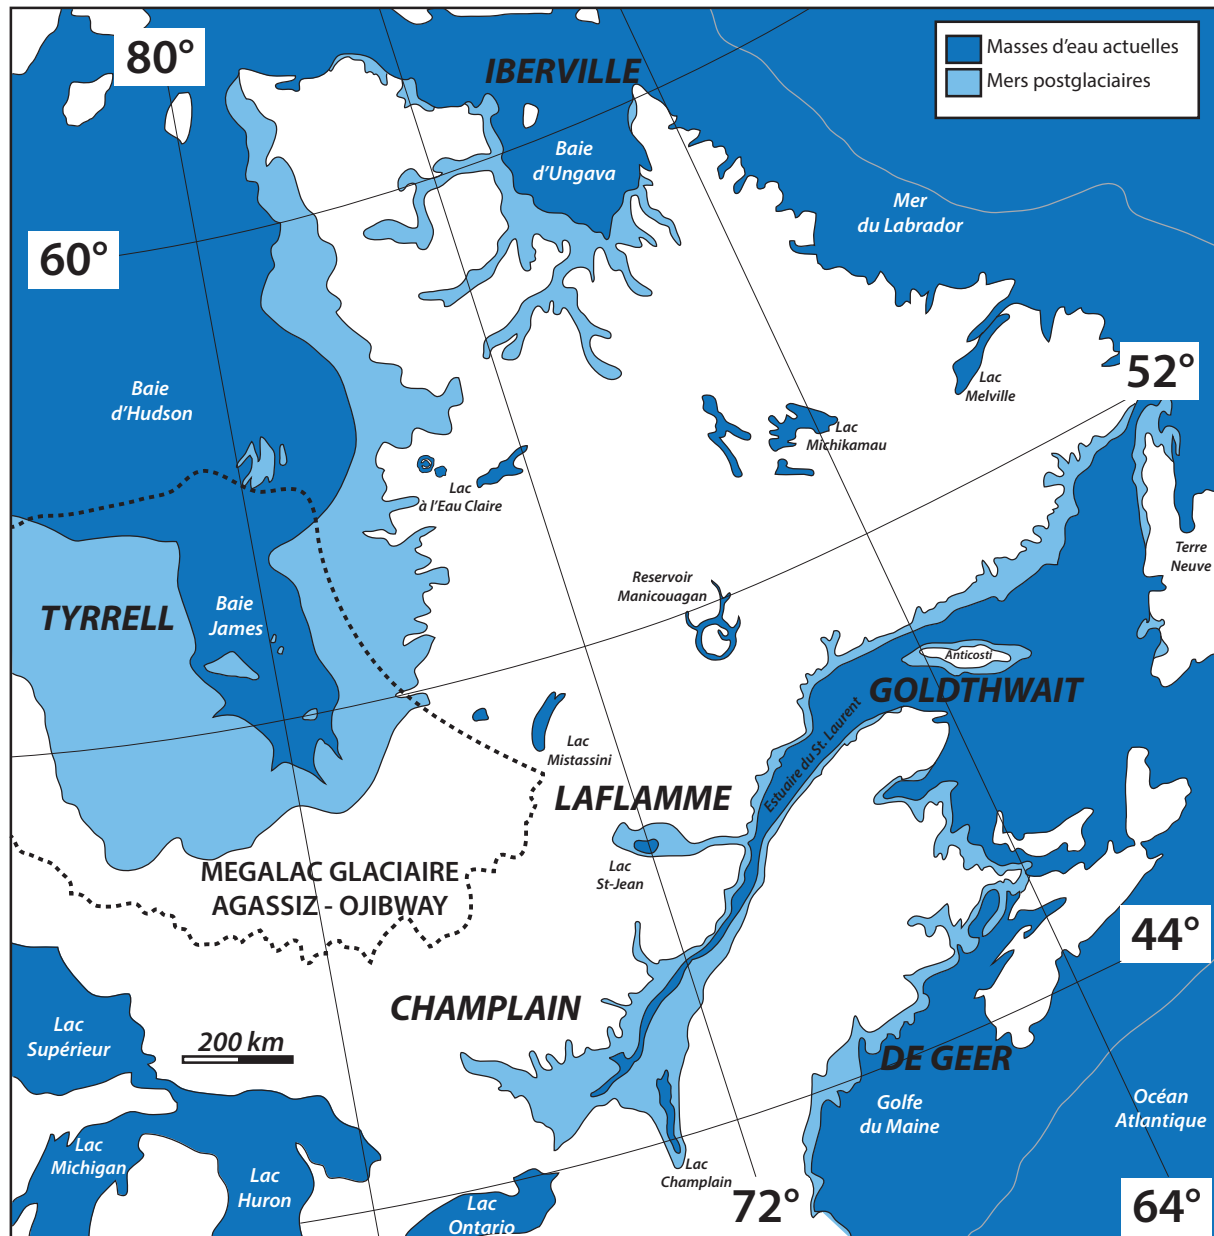 80°
IBERVILLE
Masses d'eau actuelles
Mers postglaciaires
Baie
d'Ungava
Mer
du Labrador
60°
52°
Baie
d'Hudson
Lac
Melville
Lac
Michikamau
Lac
à l'Eau Claire
Terre
Neuve
Reservoir
Manicouagan
TYRRELL
Baie
James
Anticosti
GOLDTHWAIT
Estuaire du St. Laurent
Lac
Mistassini
LAFLAMME
Lac
St-Jean
MEGALAC GLACIAIRE
AGASSIZ - OJIBWAY
44°
CHAMPLAIN
Lac
Supérieur
200 km
DE GEER
Golfe
du Maine
Océan
Atlantique
Lac
Michigan
Lac
Huron
Lac
Champlain
Lac
Ontario
72°
64°